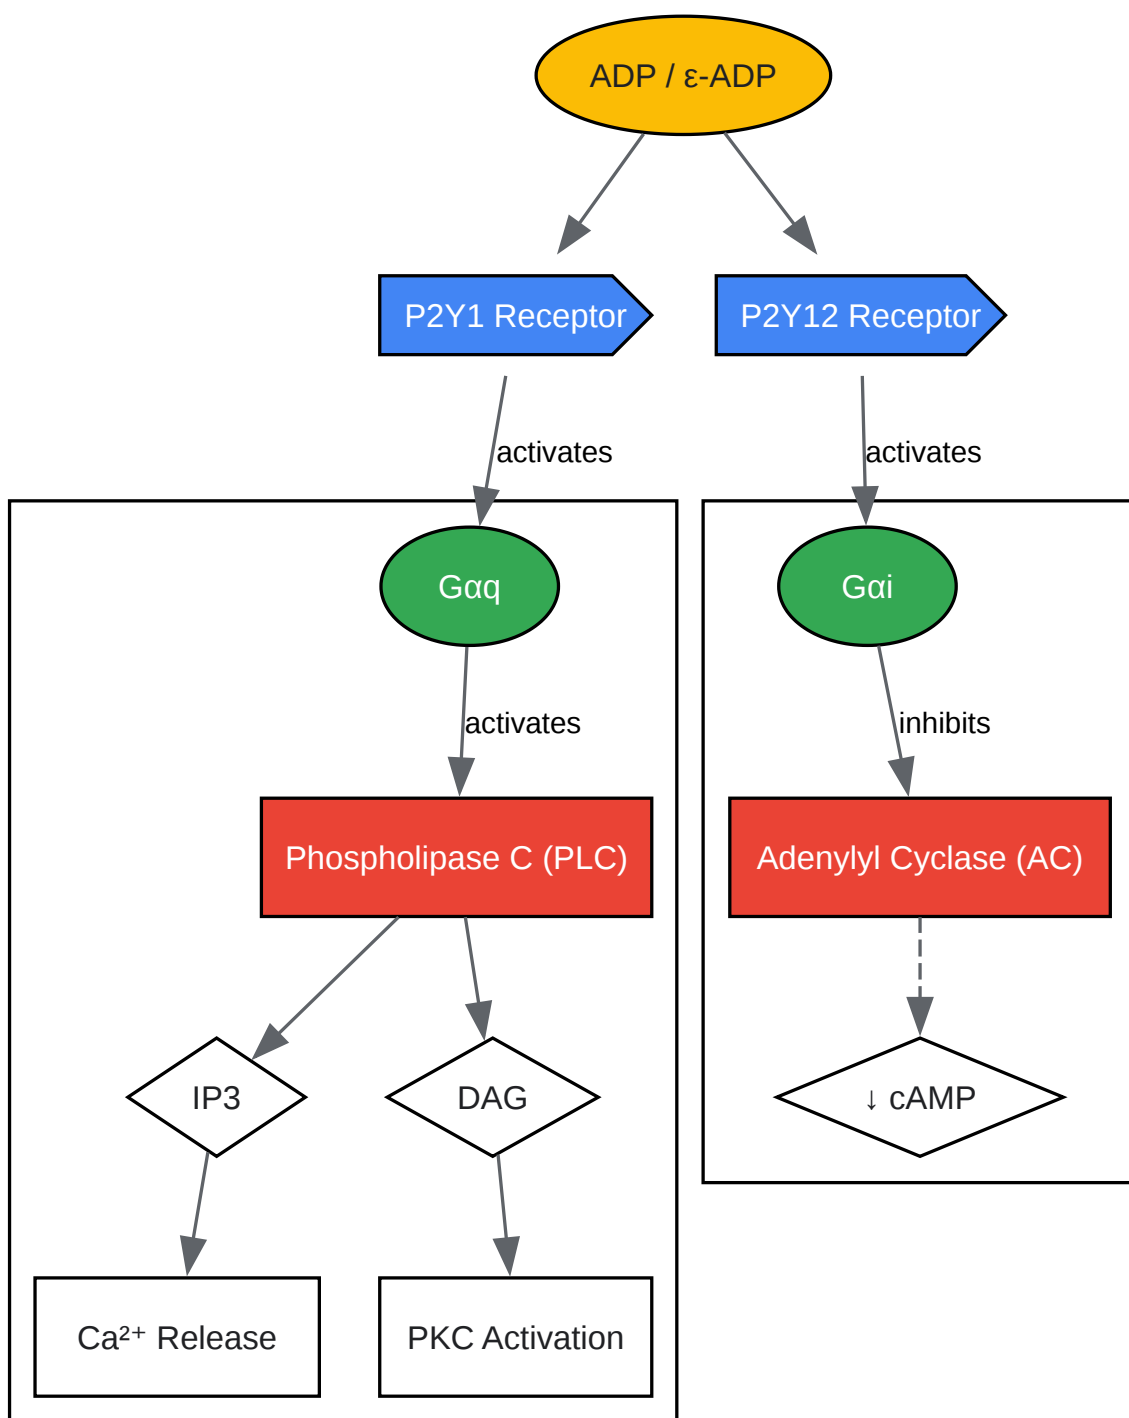 ADP / ε-ADP
P2Y1 Receptor
P2Y12 Receptor
activates
activates
Gαq
Gαi
activates
inhibits
Phospholipase C (PLC)
Adenylyl Cyclase (AC)
IP3
DAG
↓ cAMP
Ca²⁺ Release
PKC Activation